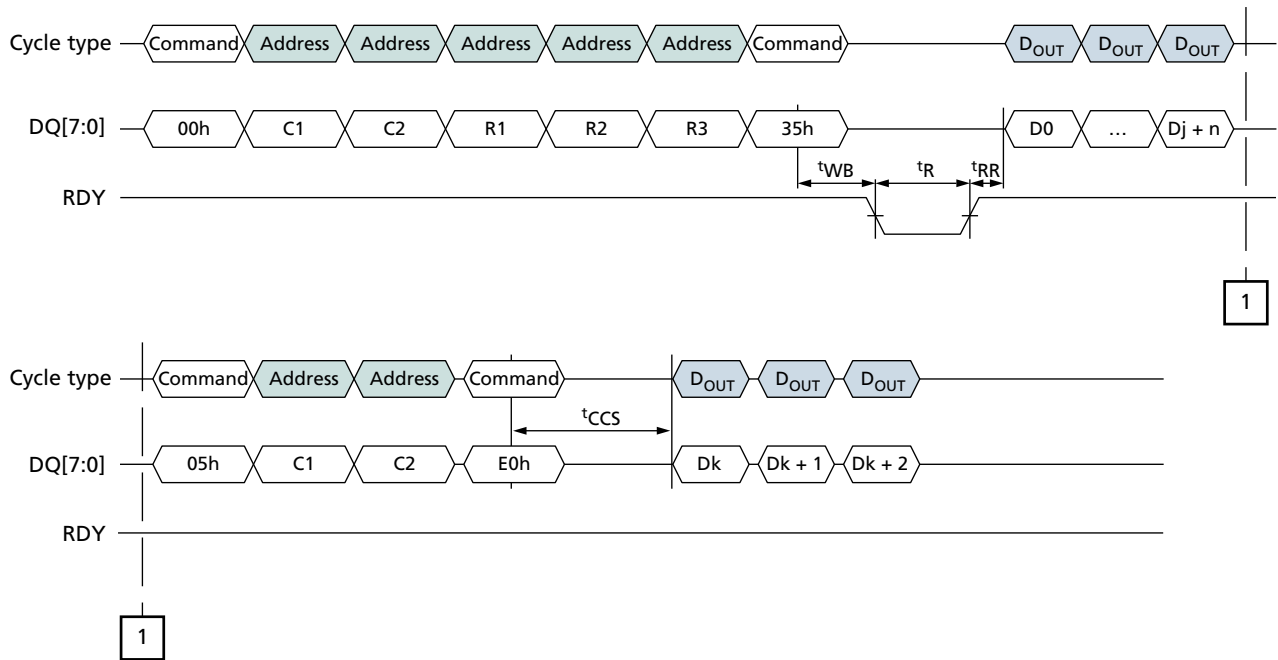 Cycle type Command Address Address Address Address Address Command DOUT DOUT DOUT
DQ[7:0] 00h C1 C2 R1 R2 R3 35h D0 … Dj + n
tWB tR tRR
RDY
1
Cycle type Command Address Address Command DOUT DOUT DOUT
tCCS
DQ[7:0] 05h C1 C2 E0h Dk Dk + 1 Dk + 2
RDY
1